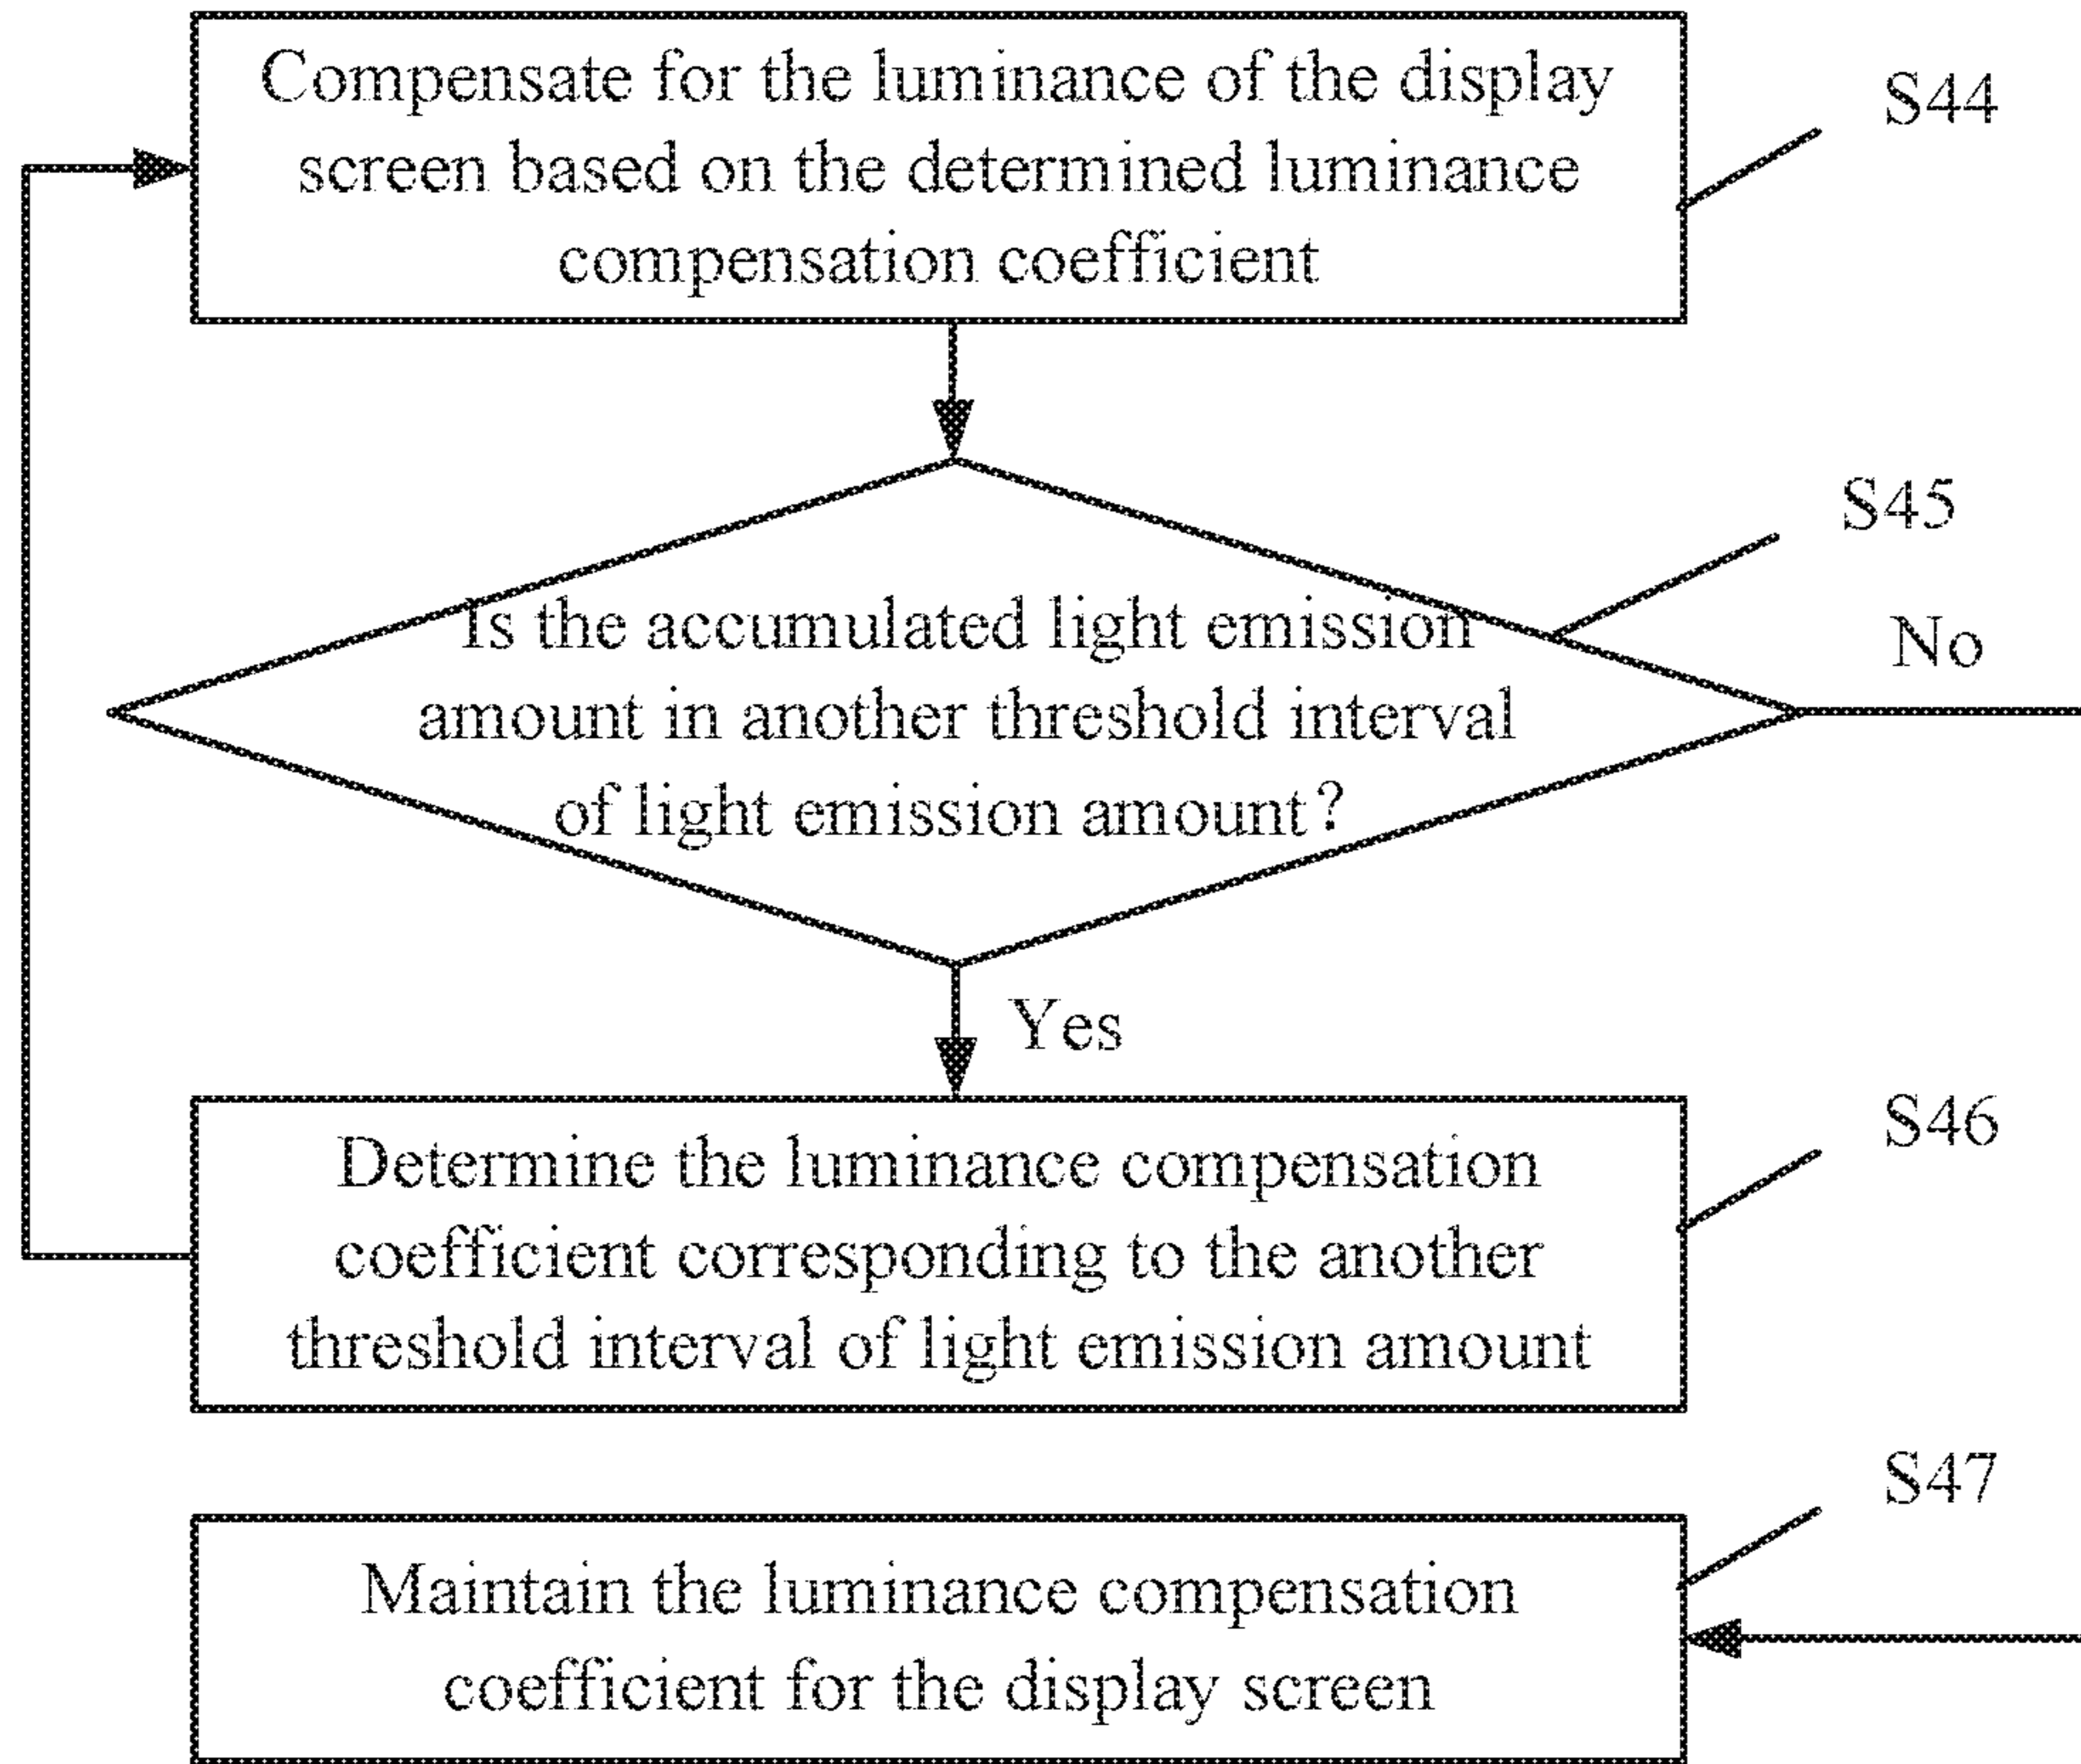 Compensate for the luminance of the display
screen based on the determined luminance
compensation coefficient
S44
S45
Is the accumulated light emission
amount in another threshold interval
of light emission amount?
No
Yes
S46
Determine the luminance compensation
coefficient corresponding to the another
threshold interval of light emission amount
S47
Maintain the luminance compensation
coefficient for the display screen